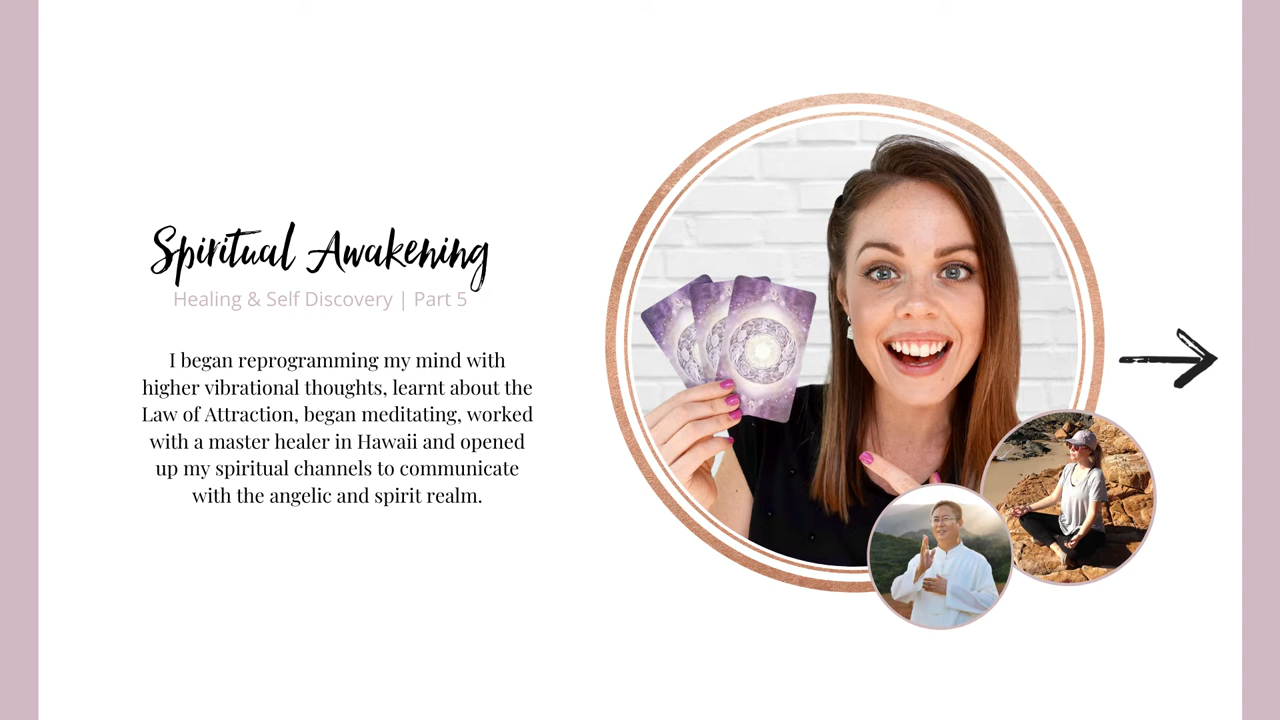 Spiritual Awakening
Healing & Self Discovery | Part 5
I began reprogramming my mind with
higher vibrational thoughts, learnt about the
Law of Attraction, began meditating, worked
with a master healer in Hawaii and opened
up my spiritual channels to communicate
with the angelic and spirit realm.